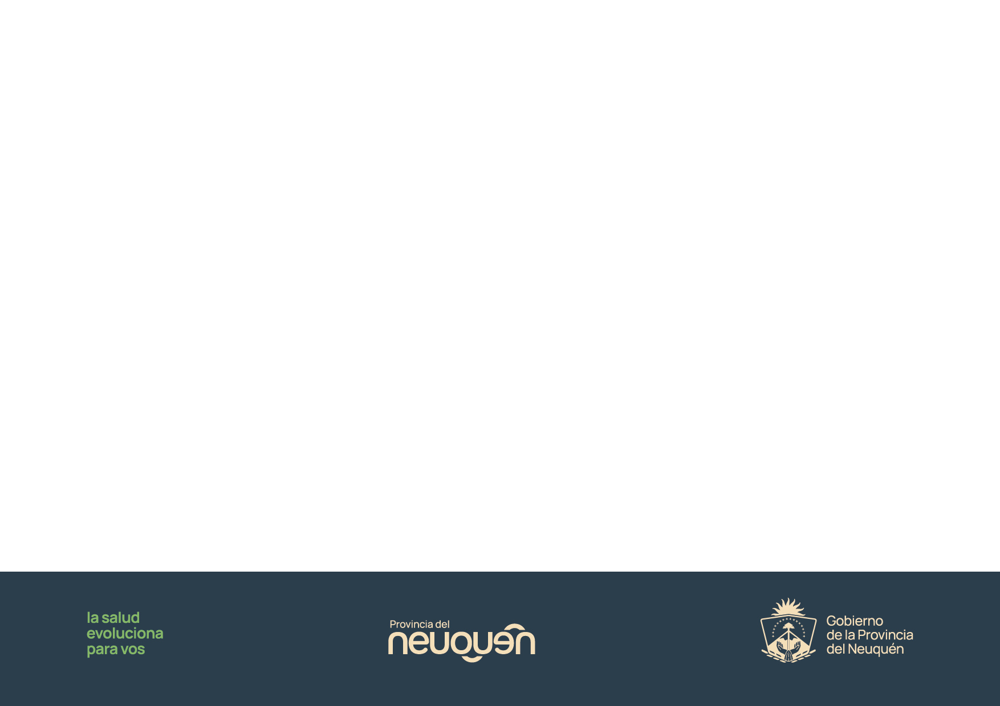 la salud
evoluciona
para vos
Provincia del
neuquén
Gobierno
de la Provincia
del Neuquén